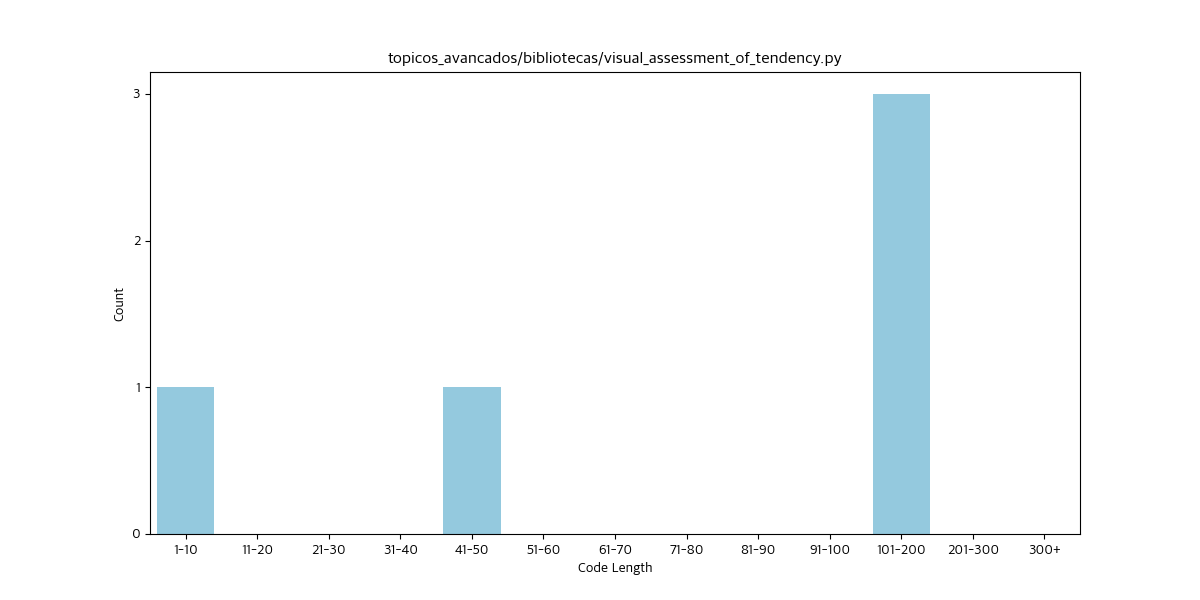 topicos_avancados/bibliotecas/visual_assessment_of_tendency.py
3
2
1
0
Count
1-10 11-20 21-30 31-40 41-50 51-60 61-70 71-80 81-90 91-100 101-200 201-300 300+
Code Length